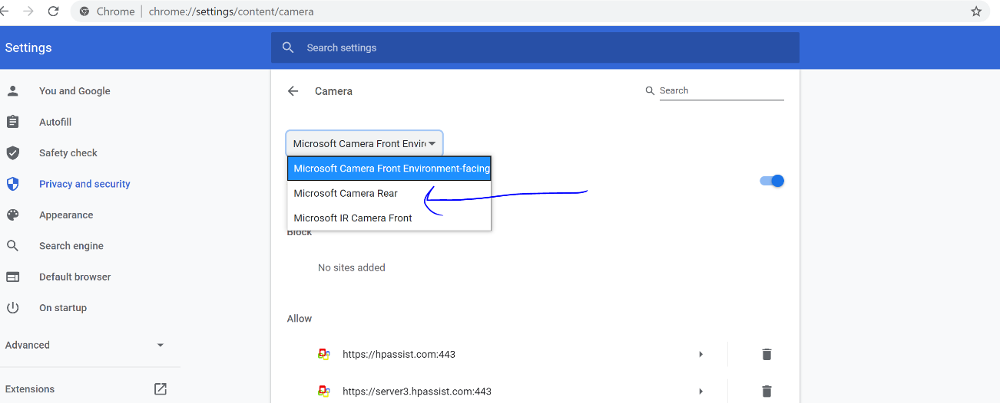 Chrome | chrome://settings/content/camera
Settings
Search settings
You and Google
Autofill
Safety check
Privacy and security
Appearance
Search engine
Default browser
On startup
Advanced
Extensions
Camera
Search
Microsoft Camera Front Envir
Microsoft Camera Front Environment-facing
Microsoft Camera Rear
Microsoft IR Camera Front
Block
No sites added
Allow
https://hpassist.com:443
https://server3.hpassist.com:443